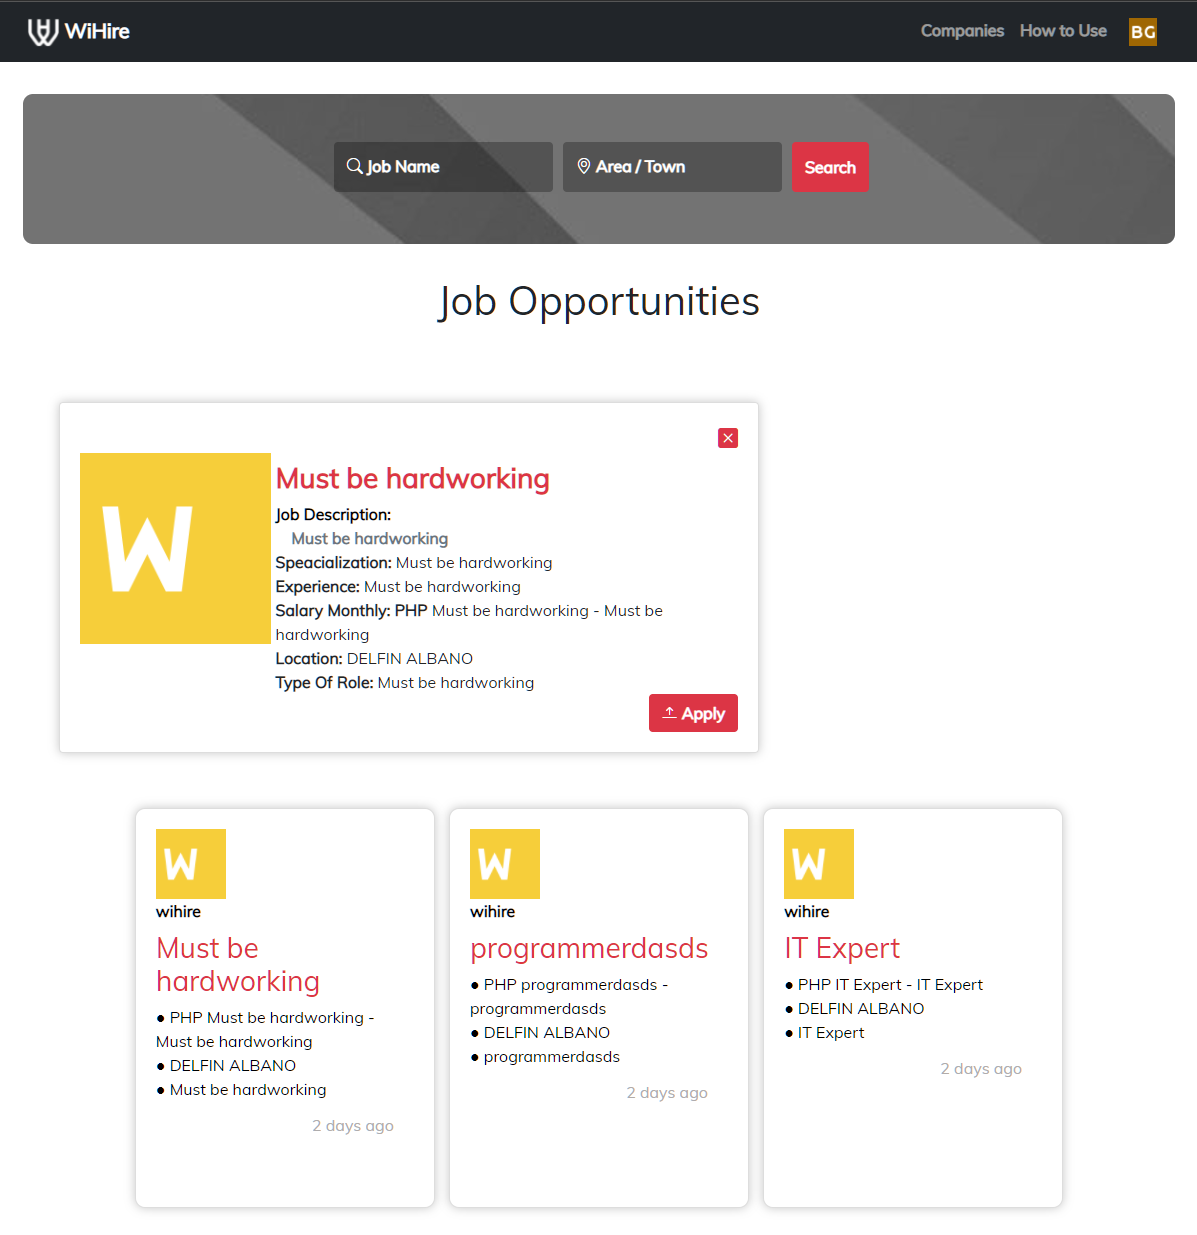 WiHire
Companies How to Use BG
Job Name Area / Town Search
Job Opportunities
W
Must be hardworking
Job Description:
Must be hardworking
Speacialization: Must be hardworking
Experience: Must be hardworking
Salary Monthly: PHP Must be hardworking - Must be
hardworking
Location: DELFIN ALBANO
Type Of Role: Must be hardworking
Apply
W
wihire
Must be
hardworking
● PHP Must be hardworking -
Must be hardworking
● DELFIN ALBANO
● Must be hardworking
2 days ago
W
wihire
programmerdasds
● PHP programmerdasds -
programmerdasds
● DELFIN ALBANO
● programmerdasds
2 days ago
W
wihire
IT Expert
● PHP IT Expert - IT Expert
● DELFIN ALBANO
● IT Expert
2 days ago